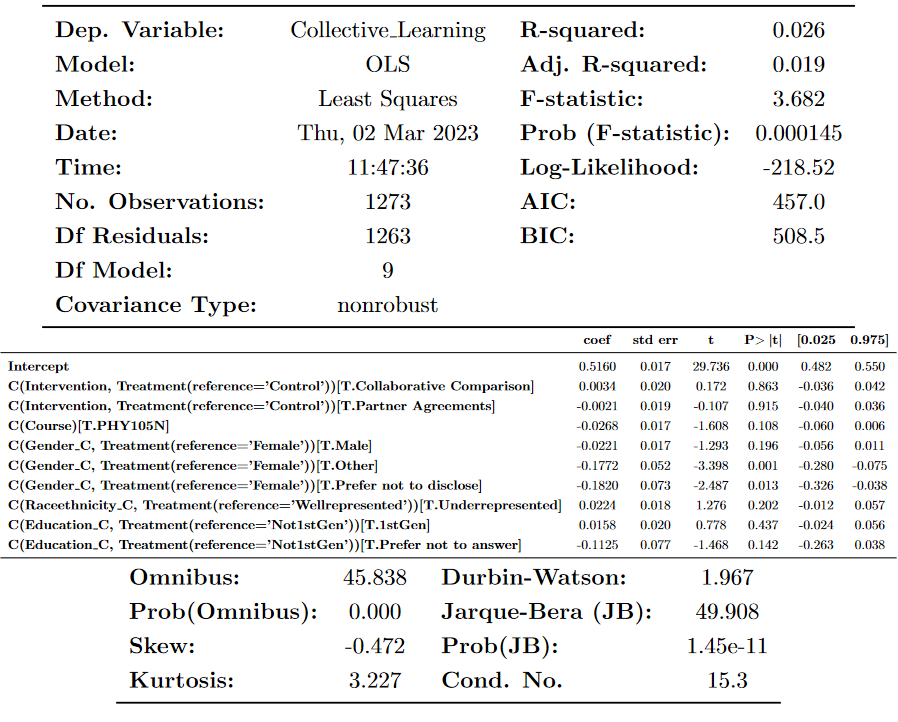 Dep. Variable: Collective_Learning R-squared: 0.026
Model: OLS Adj. R-squared: 0.019
Method: Least Squares F-statistic: 3.682
Date: Thu, 02 Mar 2023 Prob (F-statistic): 0.000145
Time: 11:47:36 Log-Likelihood: -218.52
No. Observations: 1273 AIC: 457.0
Df Residuals: 1263 BIC: 508.5
Df Model: 9
Covariance Type: nonrobust
coef std err t P> |t| [0.025 0.975]
Intercept 0.5160 0.017 29.736 0.000 0.482 0.550
C(Intervention, Treatment(reference='Control'))[T.Collaborative Comparison] 0.0034 0.020 0.172 0.863 -0.036 0.042
C(Intervention, Treatment(reference='Control'))[T.Partner Agreements] -0.0021 0.019 -0.107 0.915 -0.040 0.036
C(Course)[T.PHY105N] -0.0268 0.017 -1.608 0.108 -0.060 0.006
C(Gender_C, Treatment(reference='Female'))[T.Male] -0.0221 0.017 -1.293 0.196 -0.056 0.011
C(Gender_C, Treatment(reference='Female'))[T.Other] -0.1772 0.052 -3.398 0.001 -0.280 -0.075
C(Gender_C, Treatment(reference='Female'))[T.Prefer not to disclose] -0.1820 0.073 -2.487 0.013 -0.326 -0.038
C(Raceethnicity_C, Treatment(reference='Wellrepresented'))[T.Underrepresented] 0.0224 0.018 1.276 0.202 -0.012 0.057
C(Education_C, Treatment(reference='Not1stGen'))[T.1stGen] 0.0158 0.020 0.778 0.437 -0.024 0.056
C(Education_C, Treatment(reference='Not1stGen'))[T.Prefer not to answer] -0.1125 0.077 -1.468 0.142 -0.263 0.038
Omnibus: 45.838 Durbin-Watson: 1.967
Prob(Omnibus): 0.000 Jarque-Bera (JB): 49.908
Skew: -0.472 Prob(JB): 1.45e-11
Kurtosis: 3.227 Cond. No. 15.3